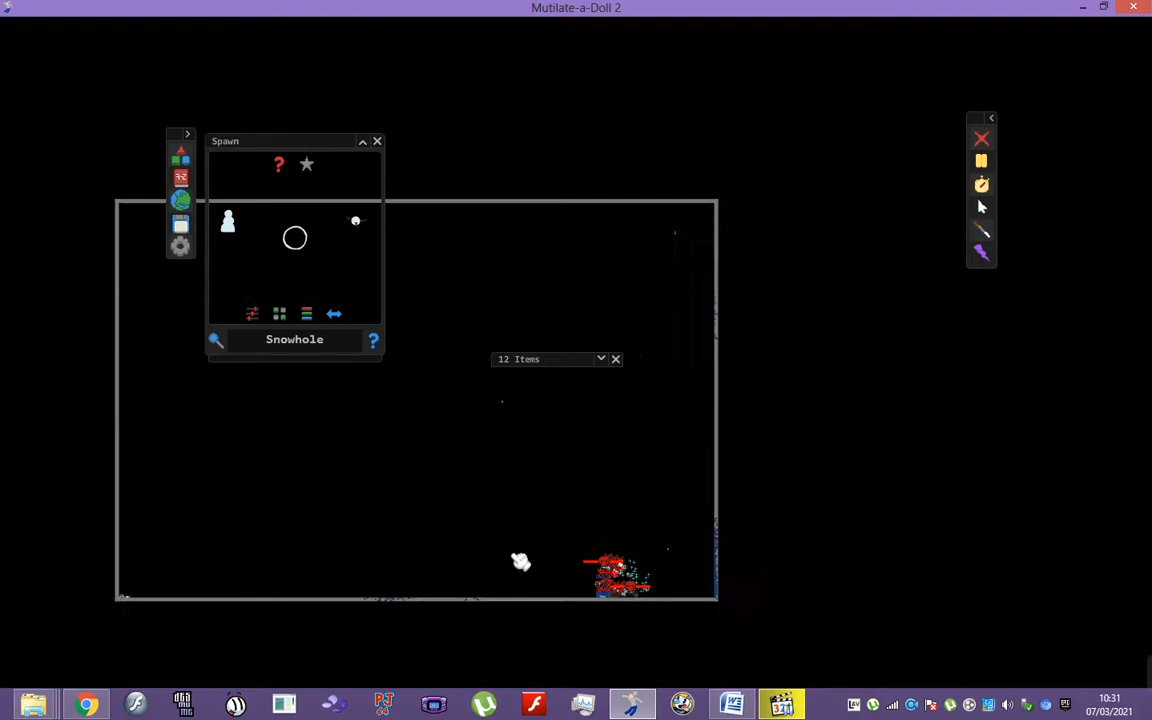 Mutilate-a-Doll 2
Spawn
Snowhole
12 Items
10:31
07/03/2021